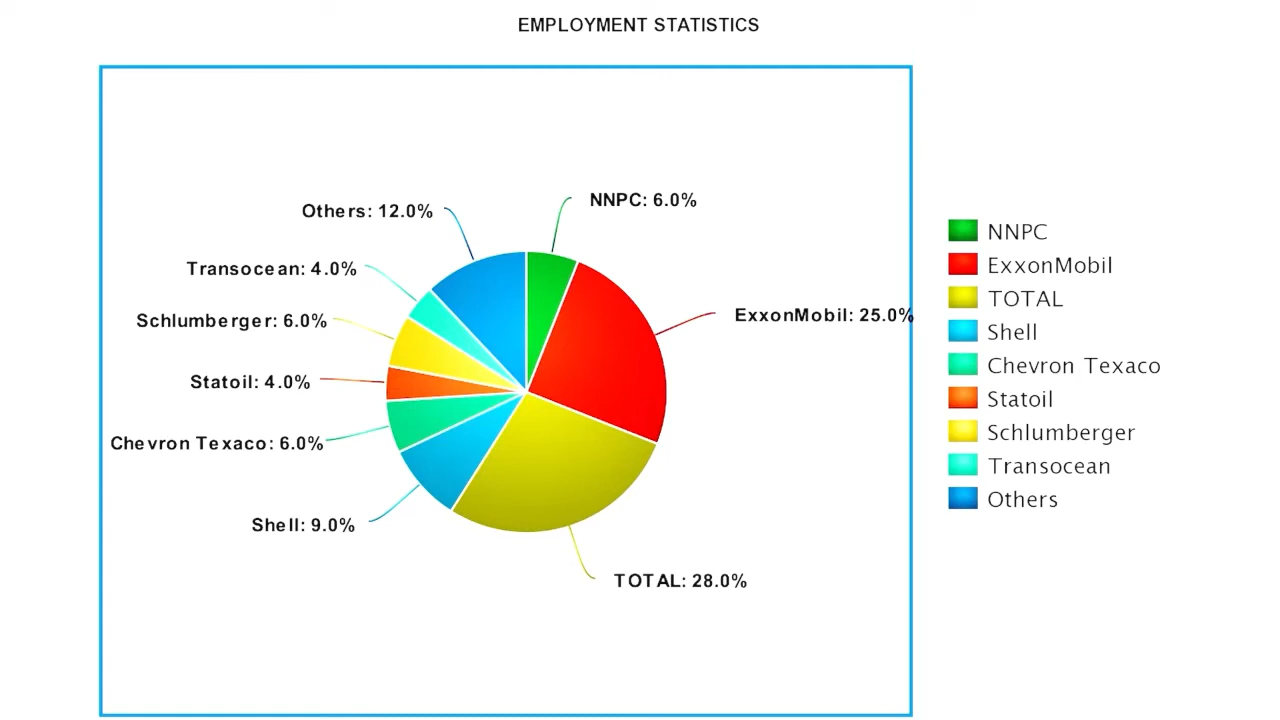 EMPLOYMENT STATISTICS
NNPC: 6.0%
Others: 12.0%
Transocean: 4.0%
ExxonMobil: 25.0%
Schlumberger: 6.0%
Statoil: 4.0%
Chevron Texaco: 6.0%
Shell: 9.0%
TOTAL: 28.0%
NNPC
ExxonMobil
TOTAL
Shell
Chevron Texaco
Statoil
Schlumberger
Transocean
Others